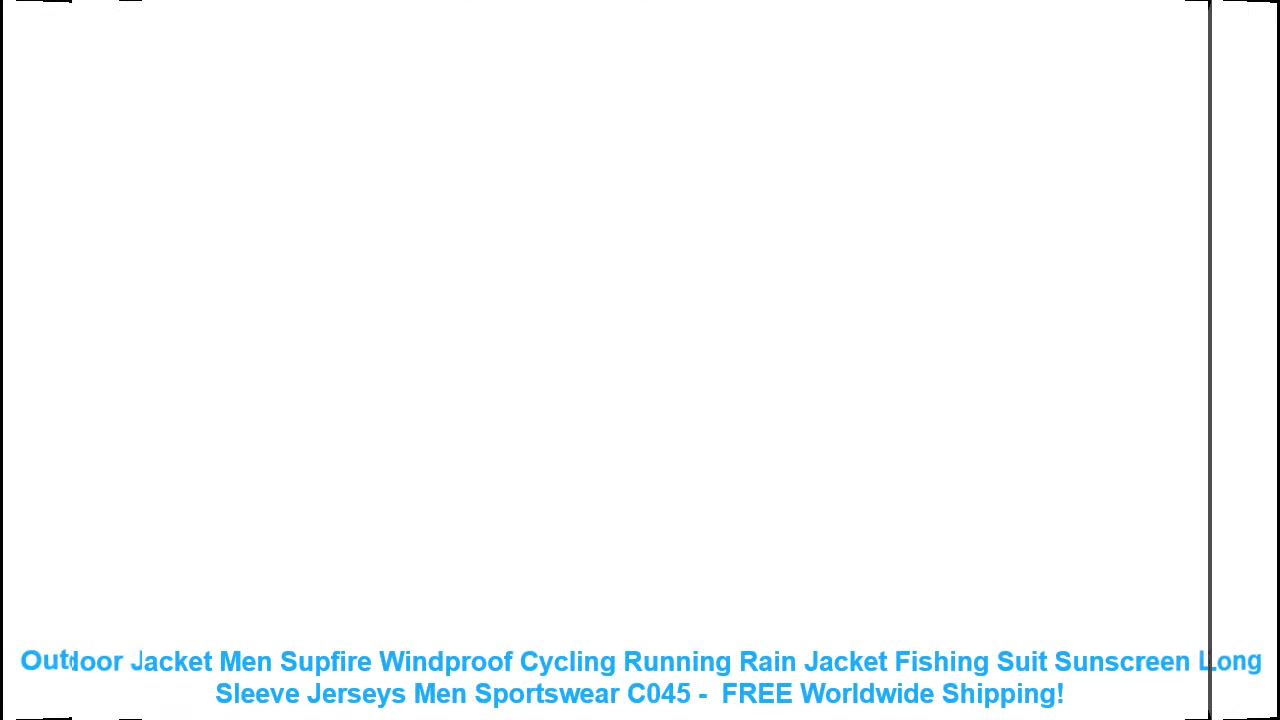 Outdoor Jacket Men Supfire Windproof Cycling Running Rain Jacket Fishing Suit Sunscreen Long
Sleeve Jerseys Men Sportswear C045 -  FREE Worldwide Shipping!